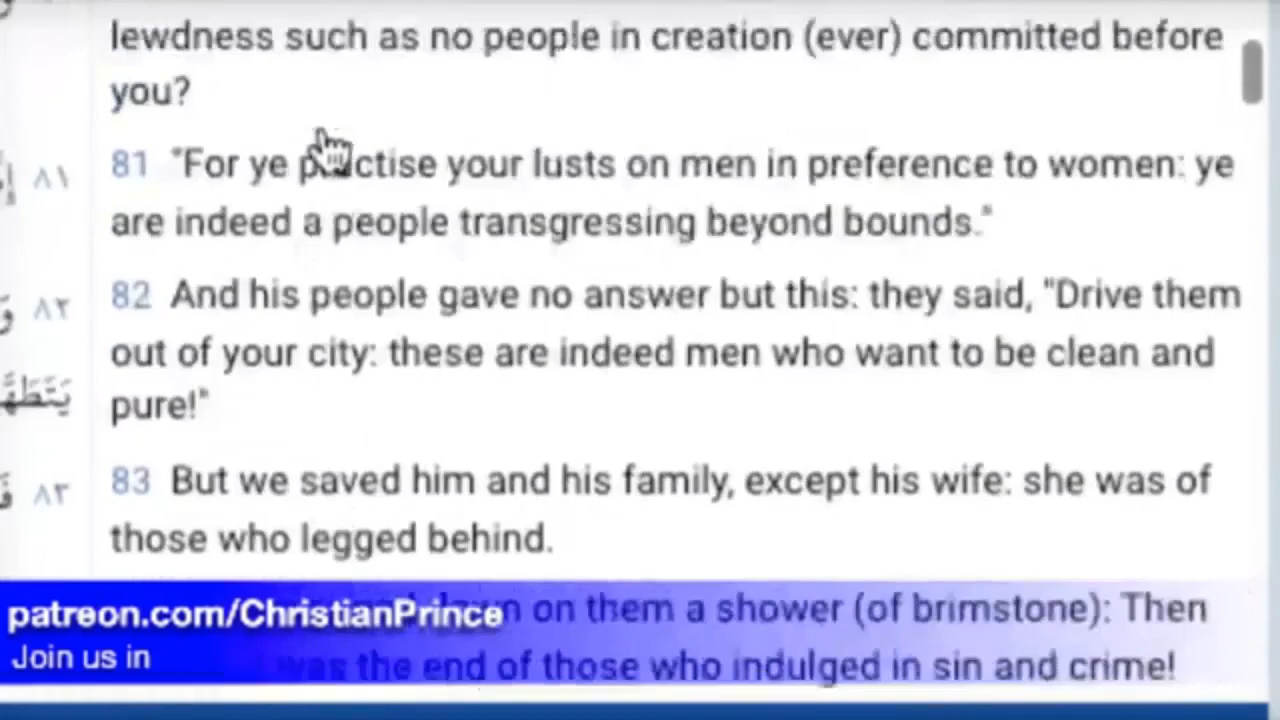 lewdness such as no people in creation (ever) committed before
you?
٨١ 81 "For ye practise your lusts on men in preference to women: ye
are indeed a people transgressing beyond bounds."
٨٢ 82 And his people gave no answer but this: they said, "Drive them
out of your city: these are indeed men who want to be clean and
pure!"
٨٣ 83 But we saved him and his family, except his wife: she was of
those who legged behind.
on them a shower (of brimstone): Then
was the end of those who indulged in sin and crime!
patreon.com/ChristianPrince
Join us in